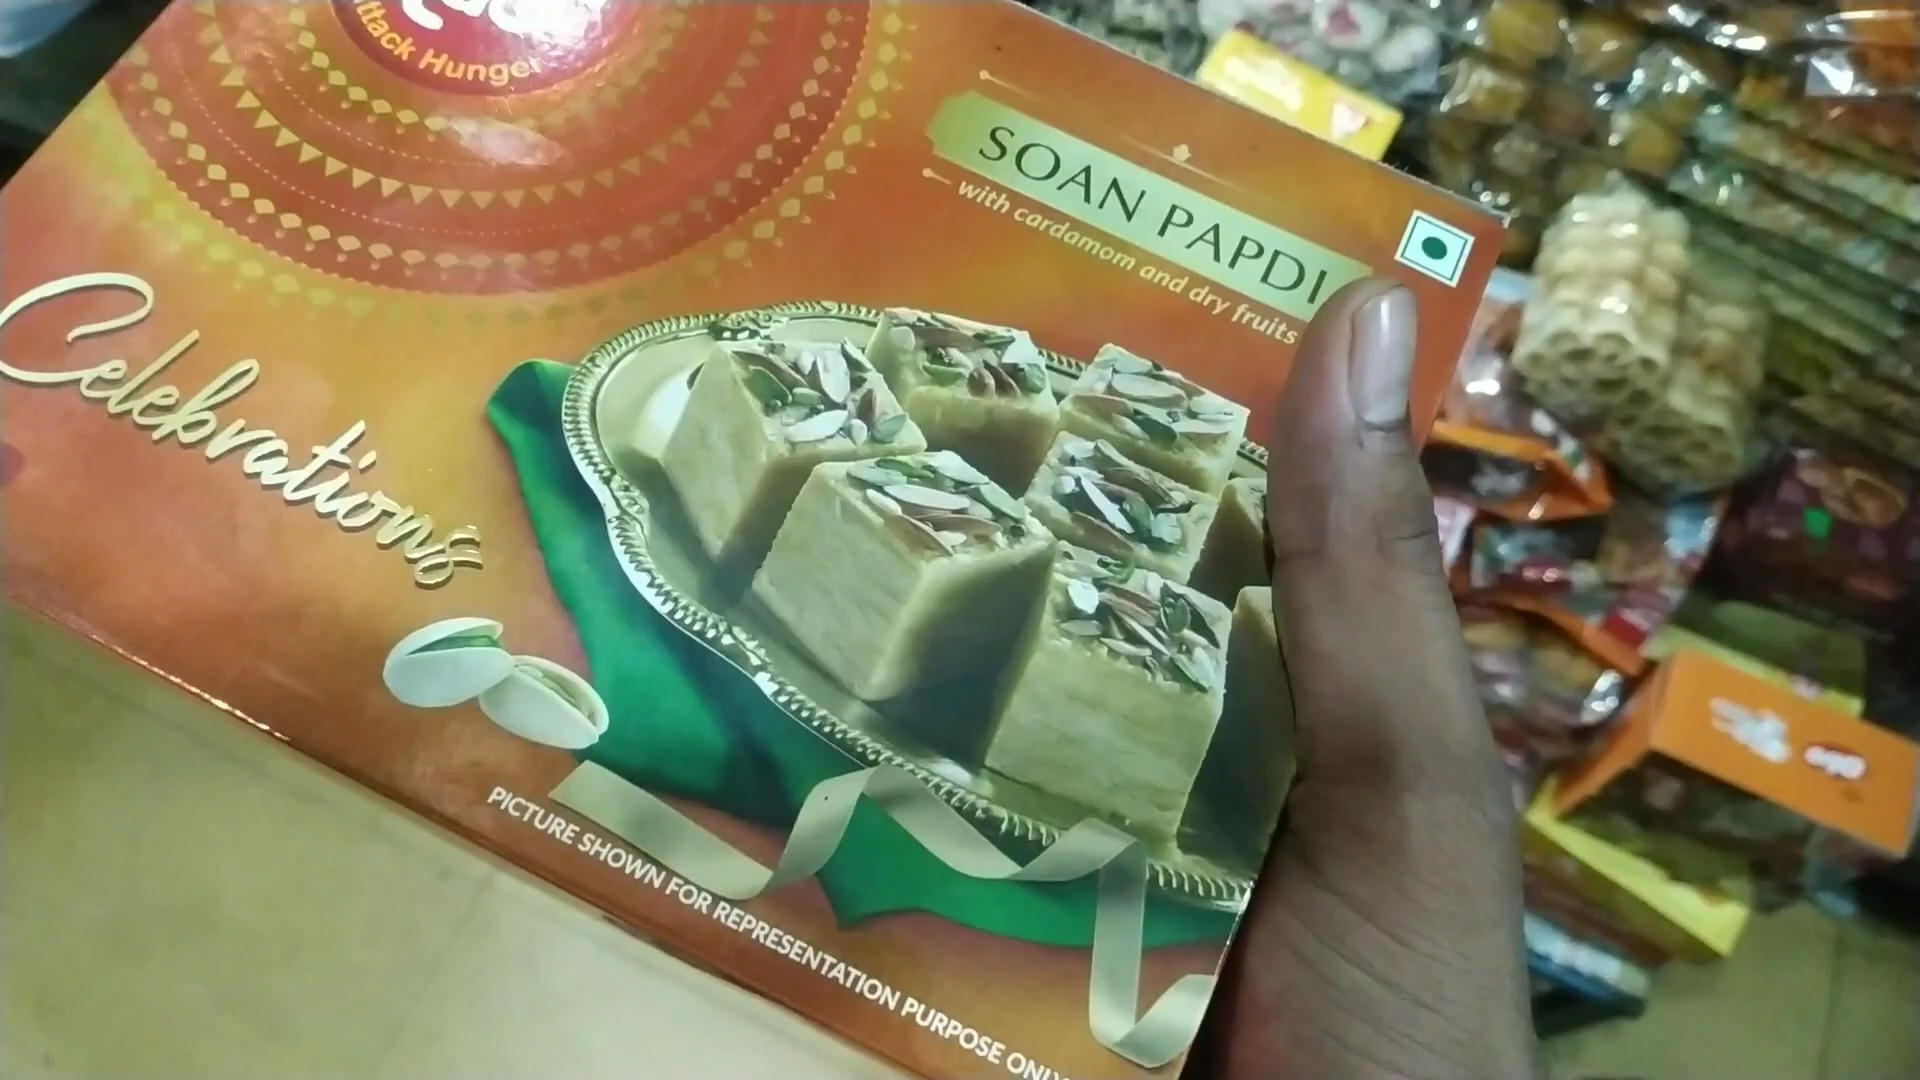 ttack Hunger
SOAN PAPDI
with cardamom and dry fruits
Celebrations
PICTURE SHOWN FOR REPRESENTATION PURPOSE ONLY